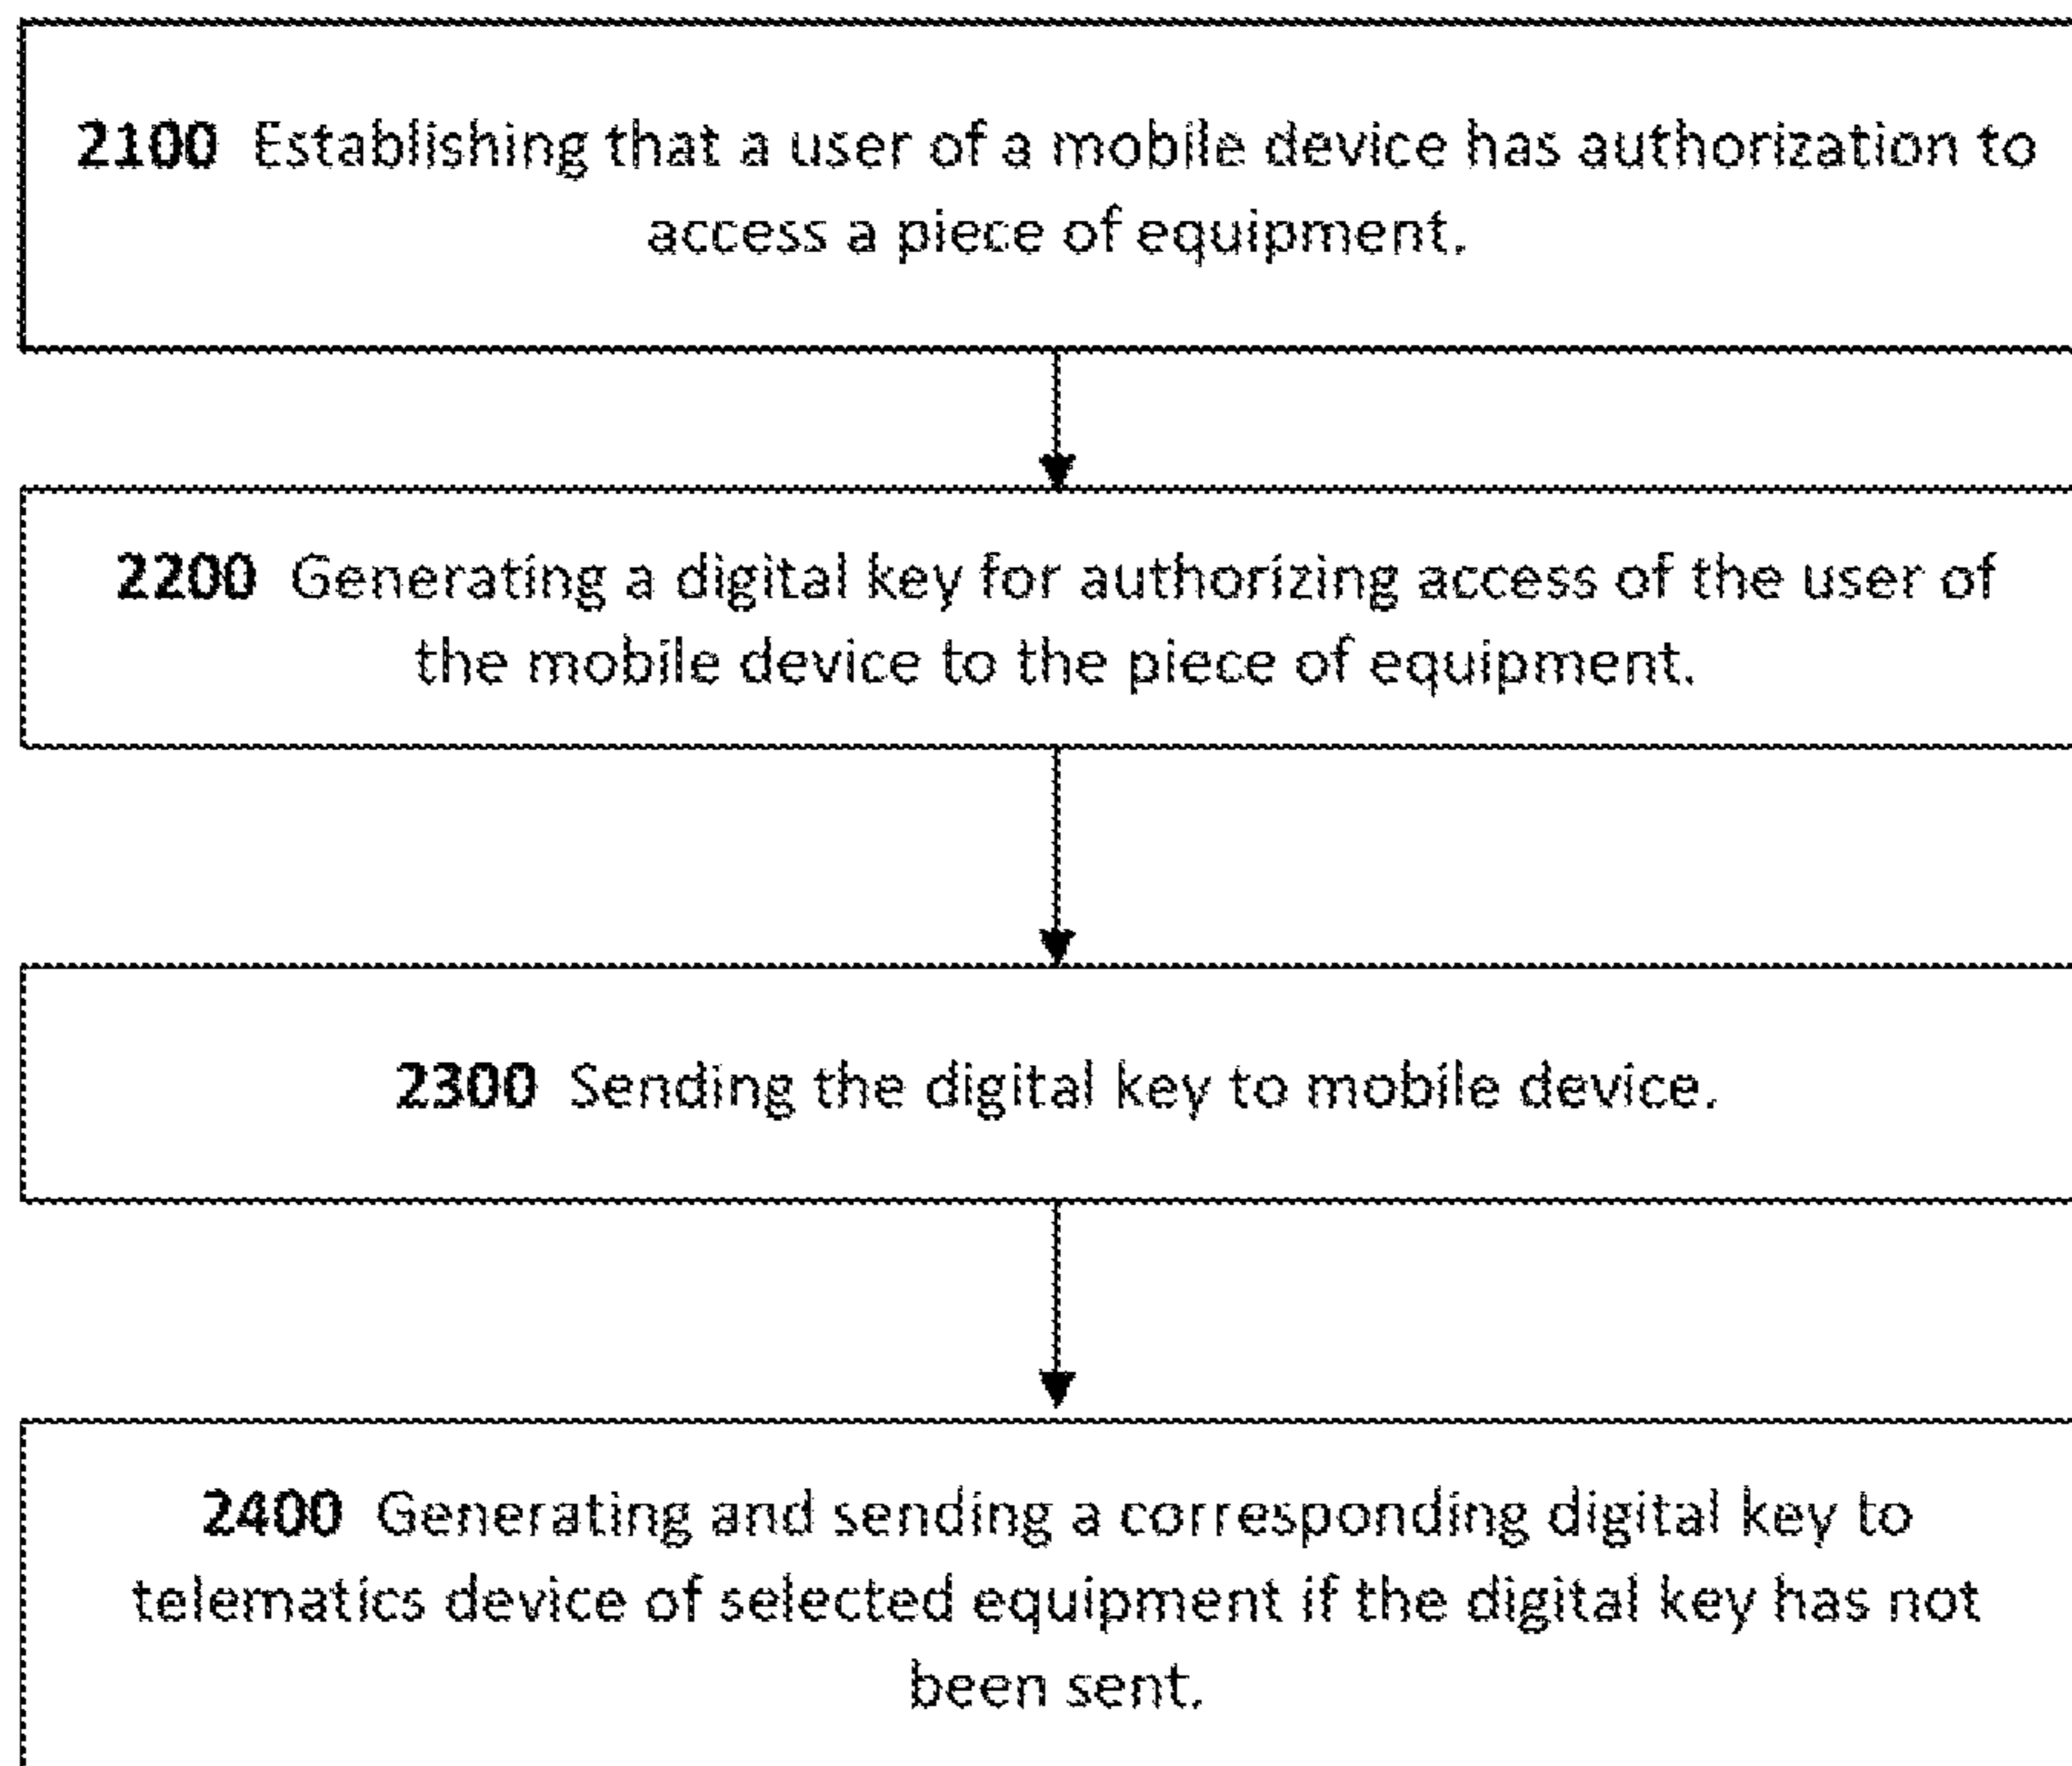 2100 Establishing that a user of a mobile device has authorization to
access a piece of equipment.
2200 Generating a digital key for authorizing access of the user of
the mobile device to the piece of equipment.
2300 Sending the digital key to mobile device.
2400 Generating and sending a corresponding digital key to
telematics device of selected equipment if the digital key has not
been sent.